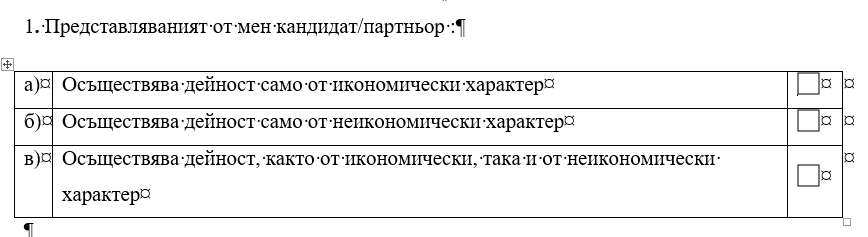 1. Представляваният от мен кандидат/партньор :¶
а)¤ Осъществява дейност само от икономически характер¤ ☐¤ ¤
б)¤ Осъществява дейност само от неикономически характер¤ ☐¤ ¤
в)¤ Осъществява дейност, както от икономически, така и от неикономически
характер¤ ☐¤ ¤
¶